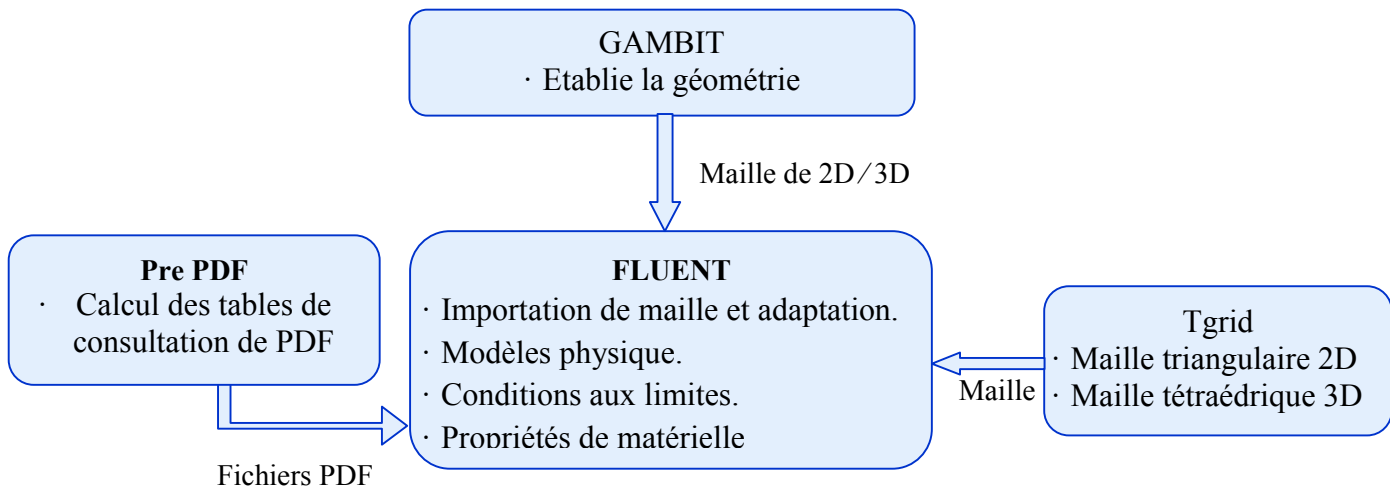 GAMBIT
· Etablie la géométrie
Maille de 2D ∕ 3D
Pre PDF
· Calcul des tables de
consultation de PDF
Fichiers PDF
FLUENT
· Importation de maille et adaptation.
· Modèles physique.
· Conditions aux limites.
· Propriétés de matérielle
Maille
Tgrid
· Maille triangulaire 2D
· Maille tétraédrique 3D